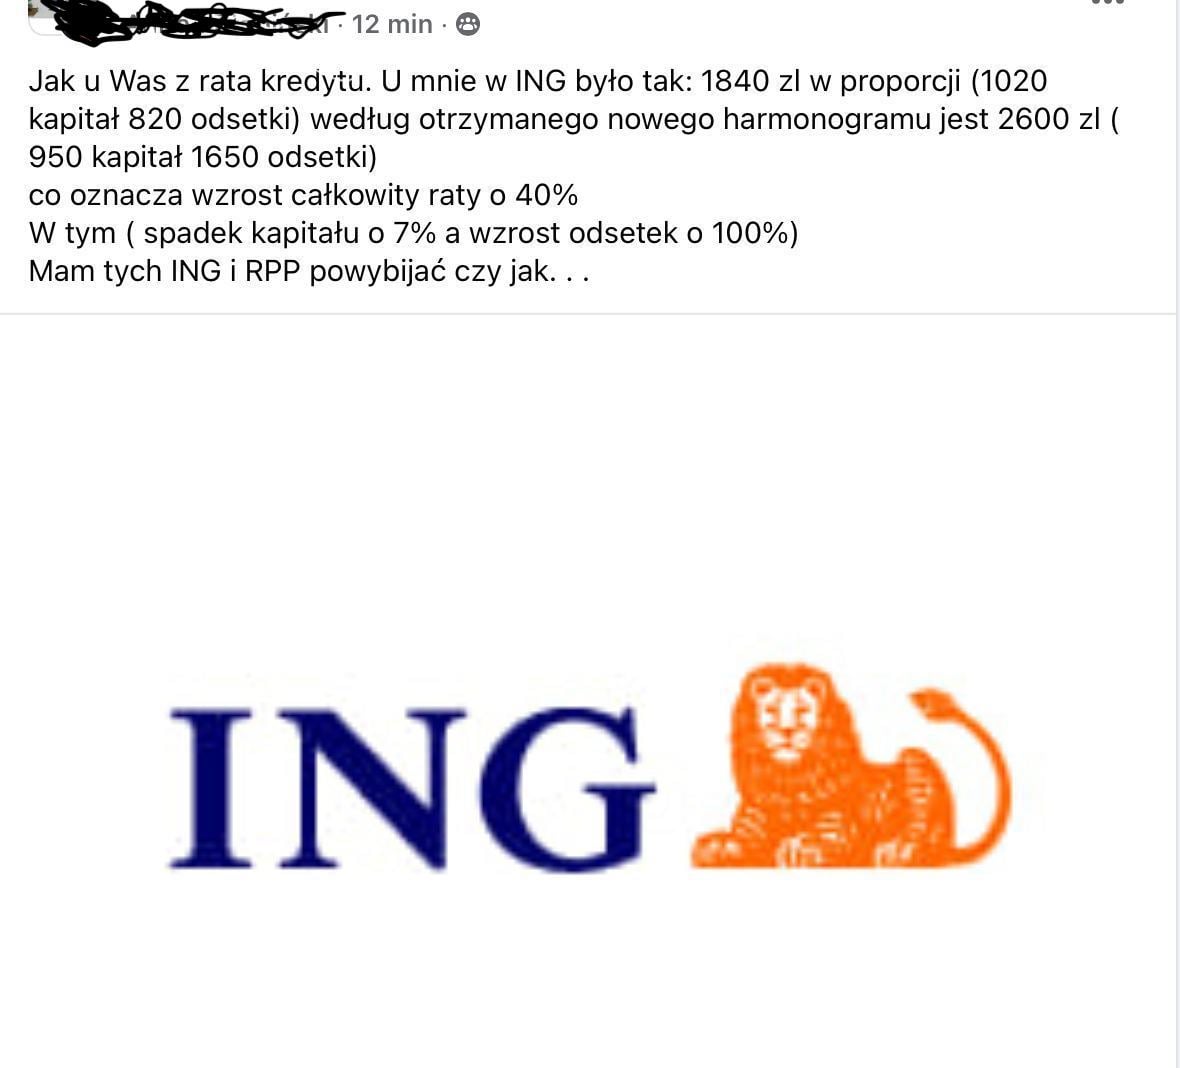 · 12 min ·
Jak u Was z rata kredytu. U mnie w ING było tak: 1840 zl w proporcji (1020
kapitał 820 odsetki) według otrzymanego nowego harmonogramu jest 2600 zl (
950 kapitał 1650 odsetki)
co oznacza wzrost całkowity raty o 40%
W tym ( spadek kapitału o 7% a wzrost odsetek o 100%)
Mam tych ING i RPP powybijać czy jak. . .
ING